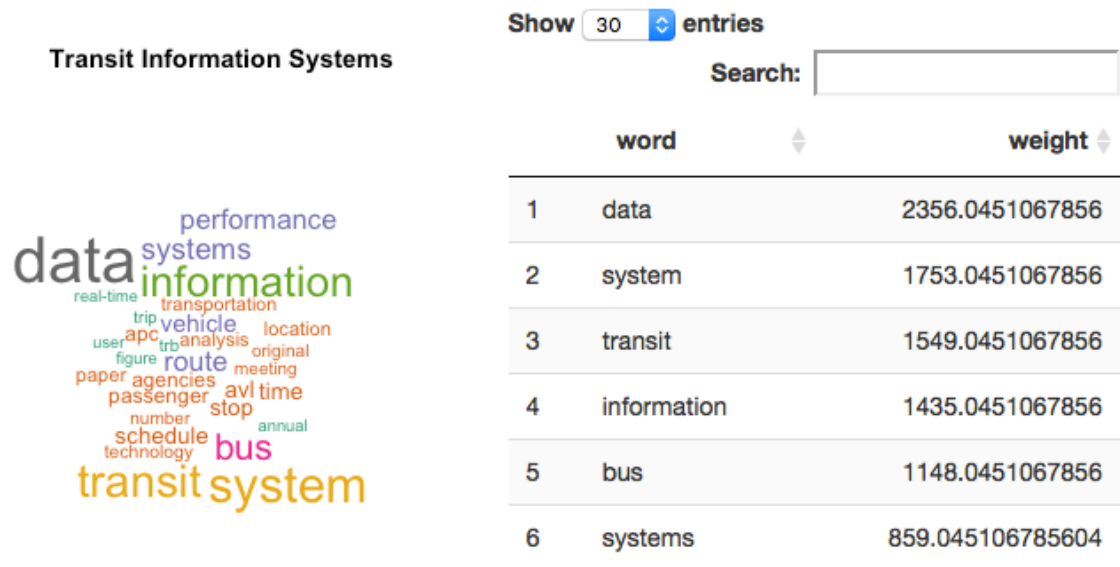 Transit Information Systems
performance
data
systems
information
real-time
transportation
trip
vehicle
location
user
apc
trb
analysis
figure
route
original
paper
agencies
meeting
passenger
avl
time
stop
number
annual
schedule
bus
technology
transit
system
Show 30 entries
Search:
word weight
1 data 2356.0451067856
2 system 1753.0451067856
3 transit 1549.0451067856
4 information 1435.0451067856
5 bus 1148.0451067856
6 systems 859.045106785604